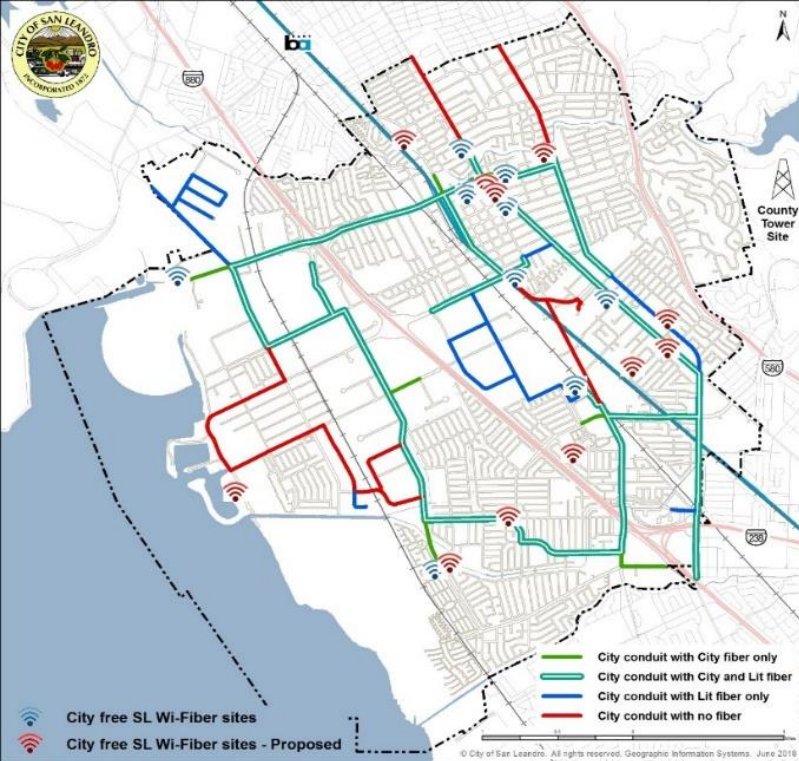 CITY OF SAN LEANDRO
INCORPORATED 1872
ba
N
880
County
Tower
Site
580
238
City conduit with City fiber only
City conduit with City and Lit fiber
City conduit with Lit fiber only
City conduit with no fiber
City free SL Wi-Fiber sites
City free SL Wi-Fiber sites - Proposed
© City of San Leandro. All rights reserved. Geographic Information Systems. June 2016